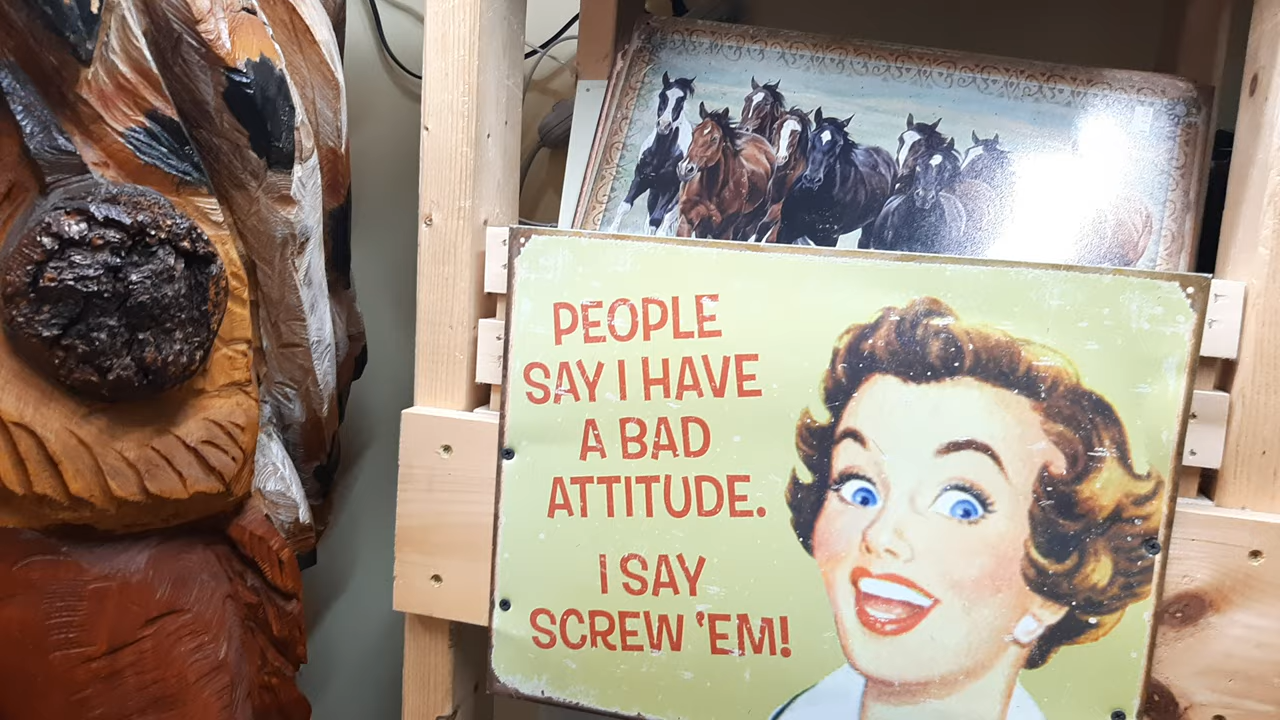 PEOPLE
SAY I HAVE
A BAD
ATTITUDE.
I SAY
SCREW 'EM!